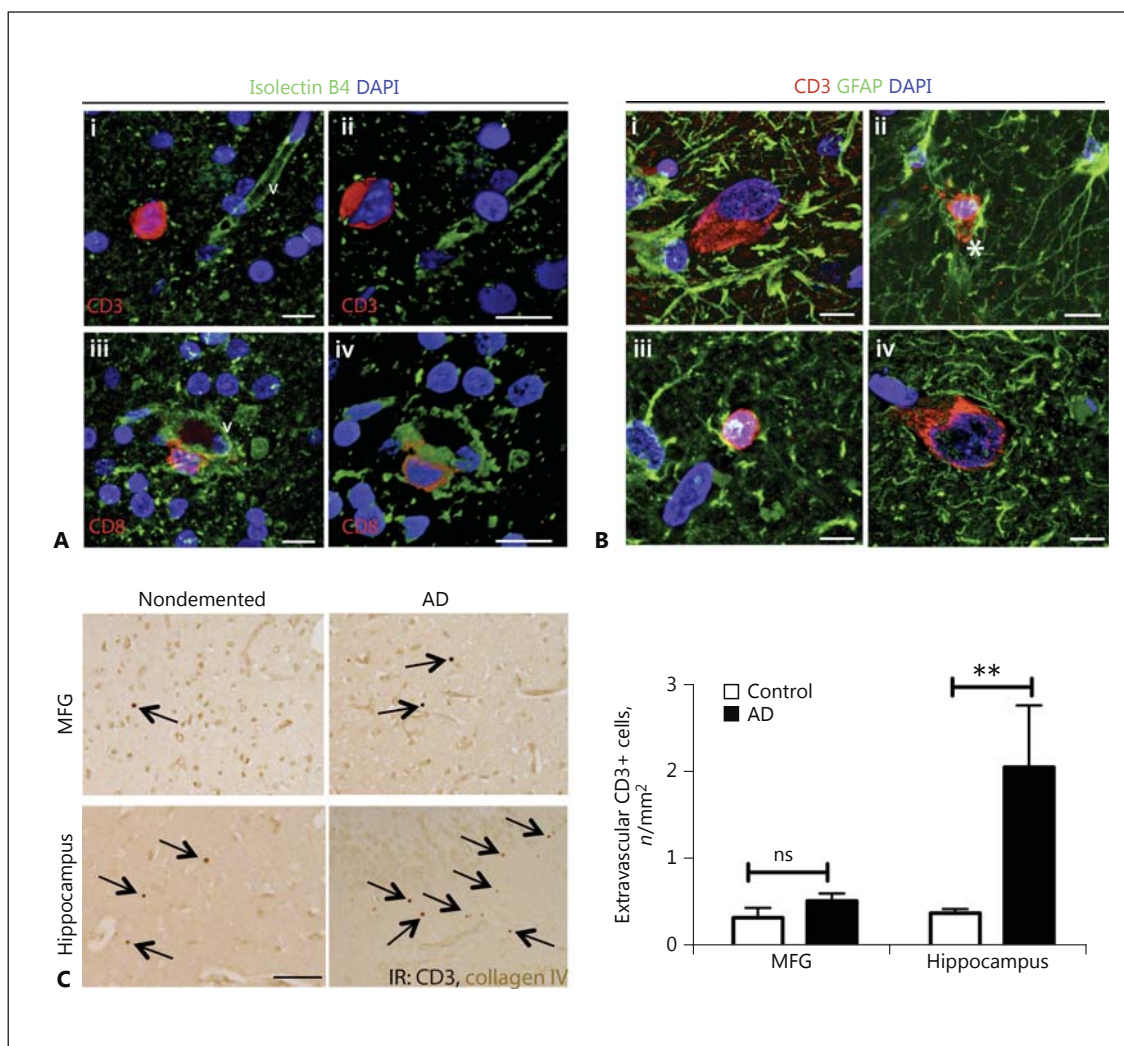 Isolectin B4 DAPI
i
ii
v
CD3
CD3
iii
iv
v
CD8
CD8
A
CD3 GFAP DAPI
i
ii
*
iii
iv
B
Nondemented
AD
MFG
Hippocampus
IR: CD3, collagen IV
C
Extravascular CD3+ cells,
n/mm2
3
2
1
0
Control
AD
ns
**
MFG
Hippocampus